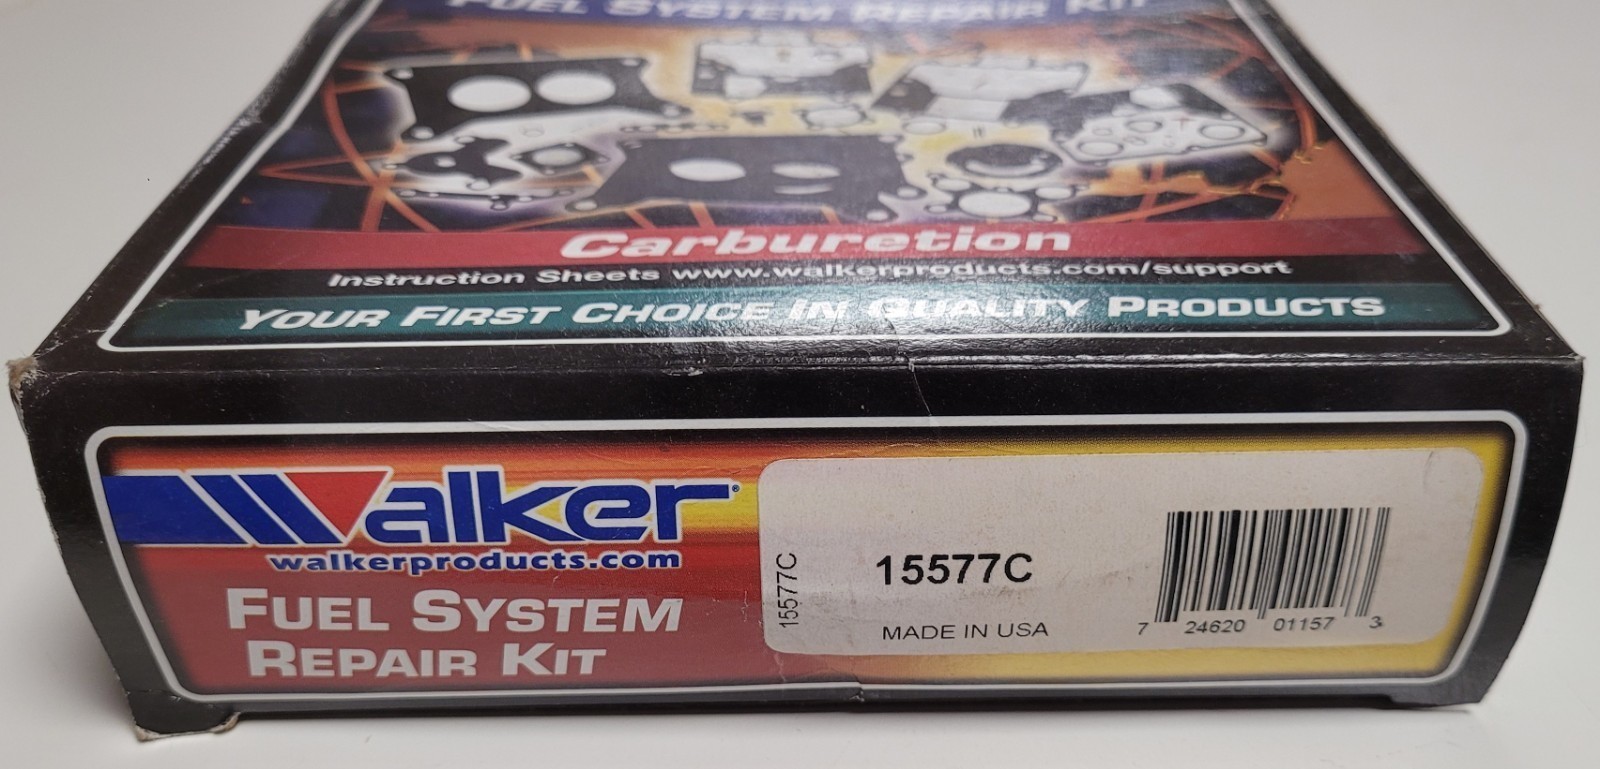 FUEL SYSTEM REPAIR KIT
Carburetion
Instruction Sheets www.walkerproducts.com/support
YOUR FIRST CHOICE IN QUALITY PRODUCTS
Walker®
walkerproducts.com
FUEL SYSTEM
REPAIR KIT
15577C
15577C
MADE IN USA
7 24620 01157 3